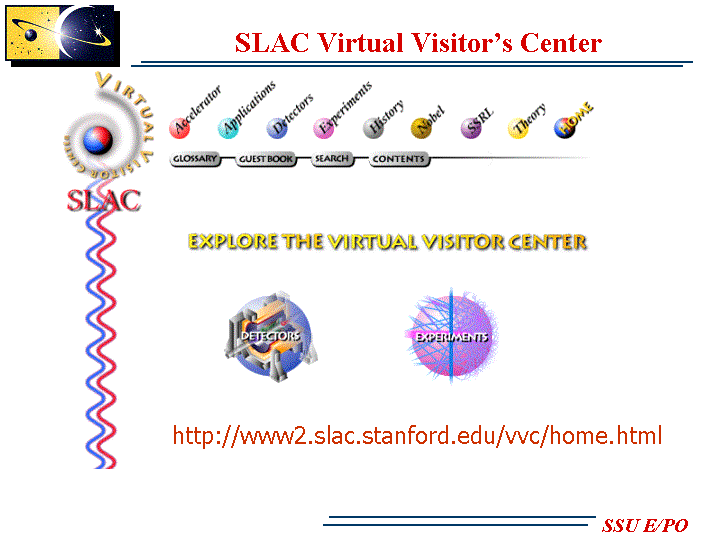 SLAC Virtual Visitor's Center
VIRTUAL VISITOR CENTER
SLAC
Accelerator Applications Detectors Experiments History Nobel SSRL Theory HOME
GLOSSARY GUEST BOOK SEARCH CONTENTS
EXPLORE THE VIRTUAL VISITOR CENTER
DETECTORS EXPERIMENTS
http://www2.slac.stanford.edu/vvc/home.html
SSU E/PO